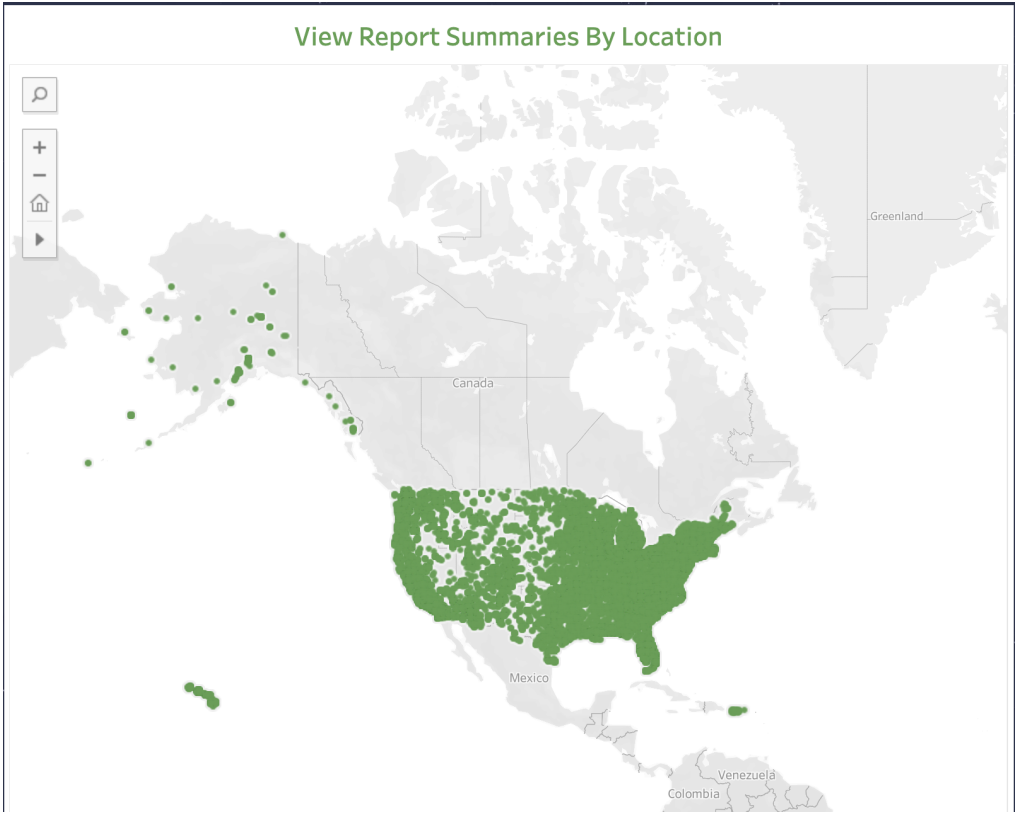 View Report Summaries By Location
Greenland
Canada
Mexico
Venezuela
Colombia